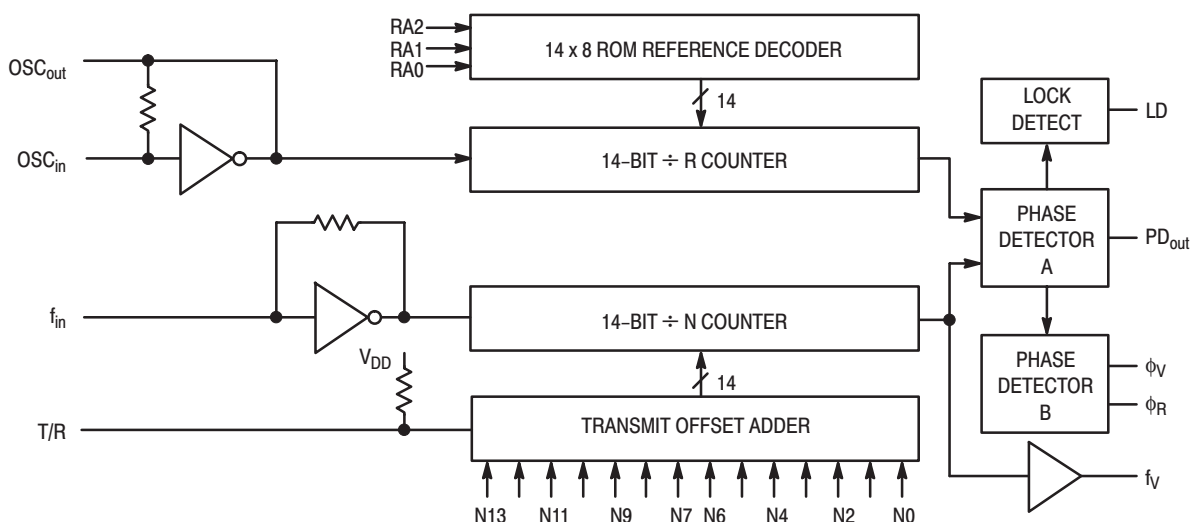 RA2
RA1
RA0
14 x 8 ROM REFERENCE DECODER
OSCout
14
LOCK
DETECT
LD
OSCin
14–BIT ÷ R COUNTER
PHASE
DETECTOR
A
PDout
fin
14–BIT ÷ N COUNTER
VDD
14
PHASE
DETECTOR
B
ϕV
ϕR
T/R
TRANSMIT OFFSET ADDER
fV
N13 N11 N9 N7 N6 N4 N2 N0